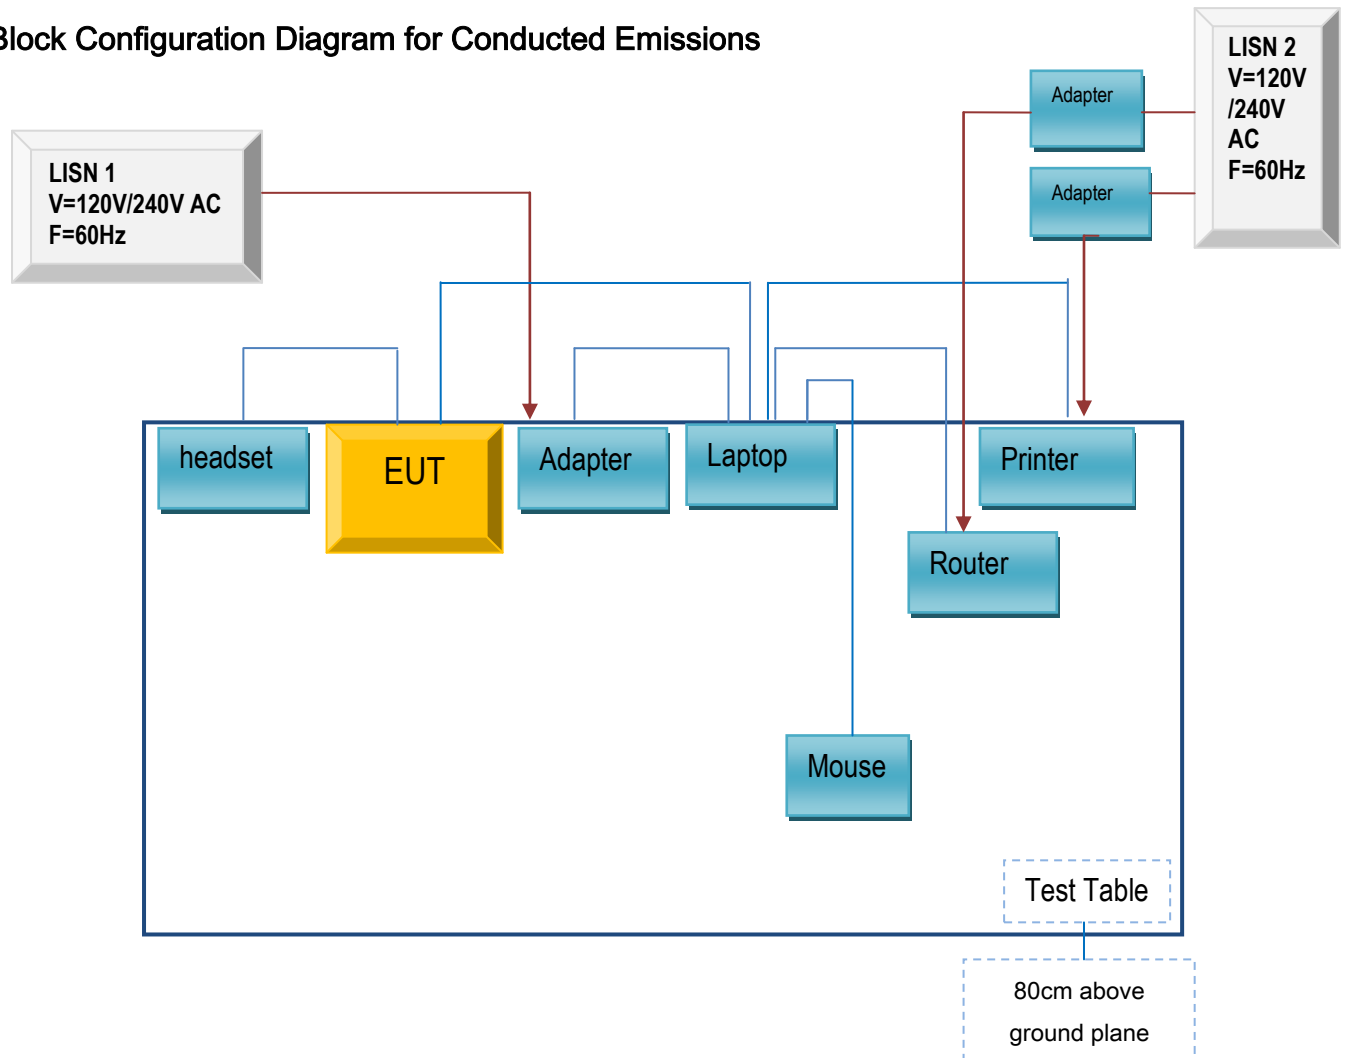 Block Configuration Diagram for Conducted Emissions
LISN 1
V=120V/240V AC
F=60Hz
LISN 2
V=120V
/240V
AC
F=60Hz
Adapter
Adapter
headset
EUT
Adapter
Laptop
Printer
Router
Mouse
Test Table
80cm above
ground plane